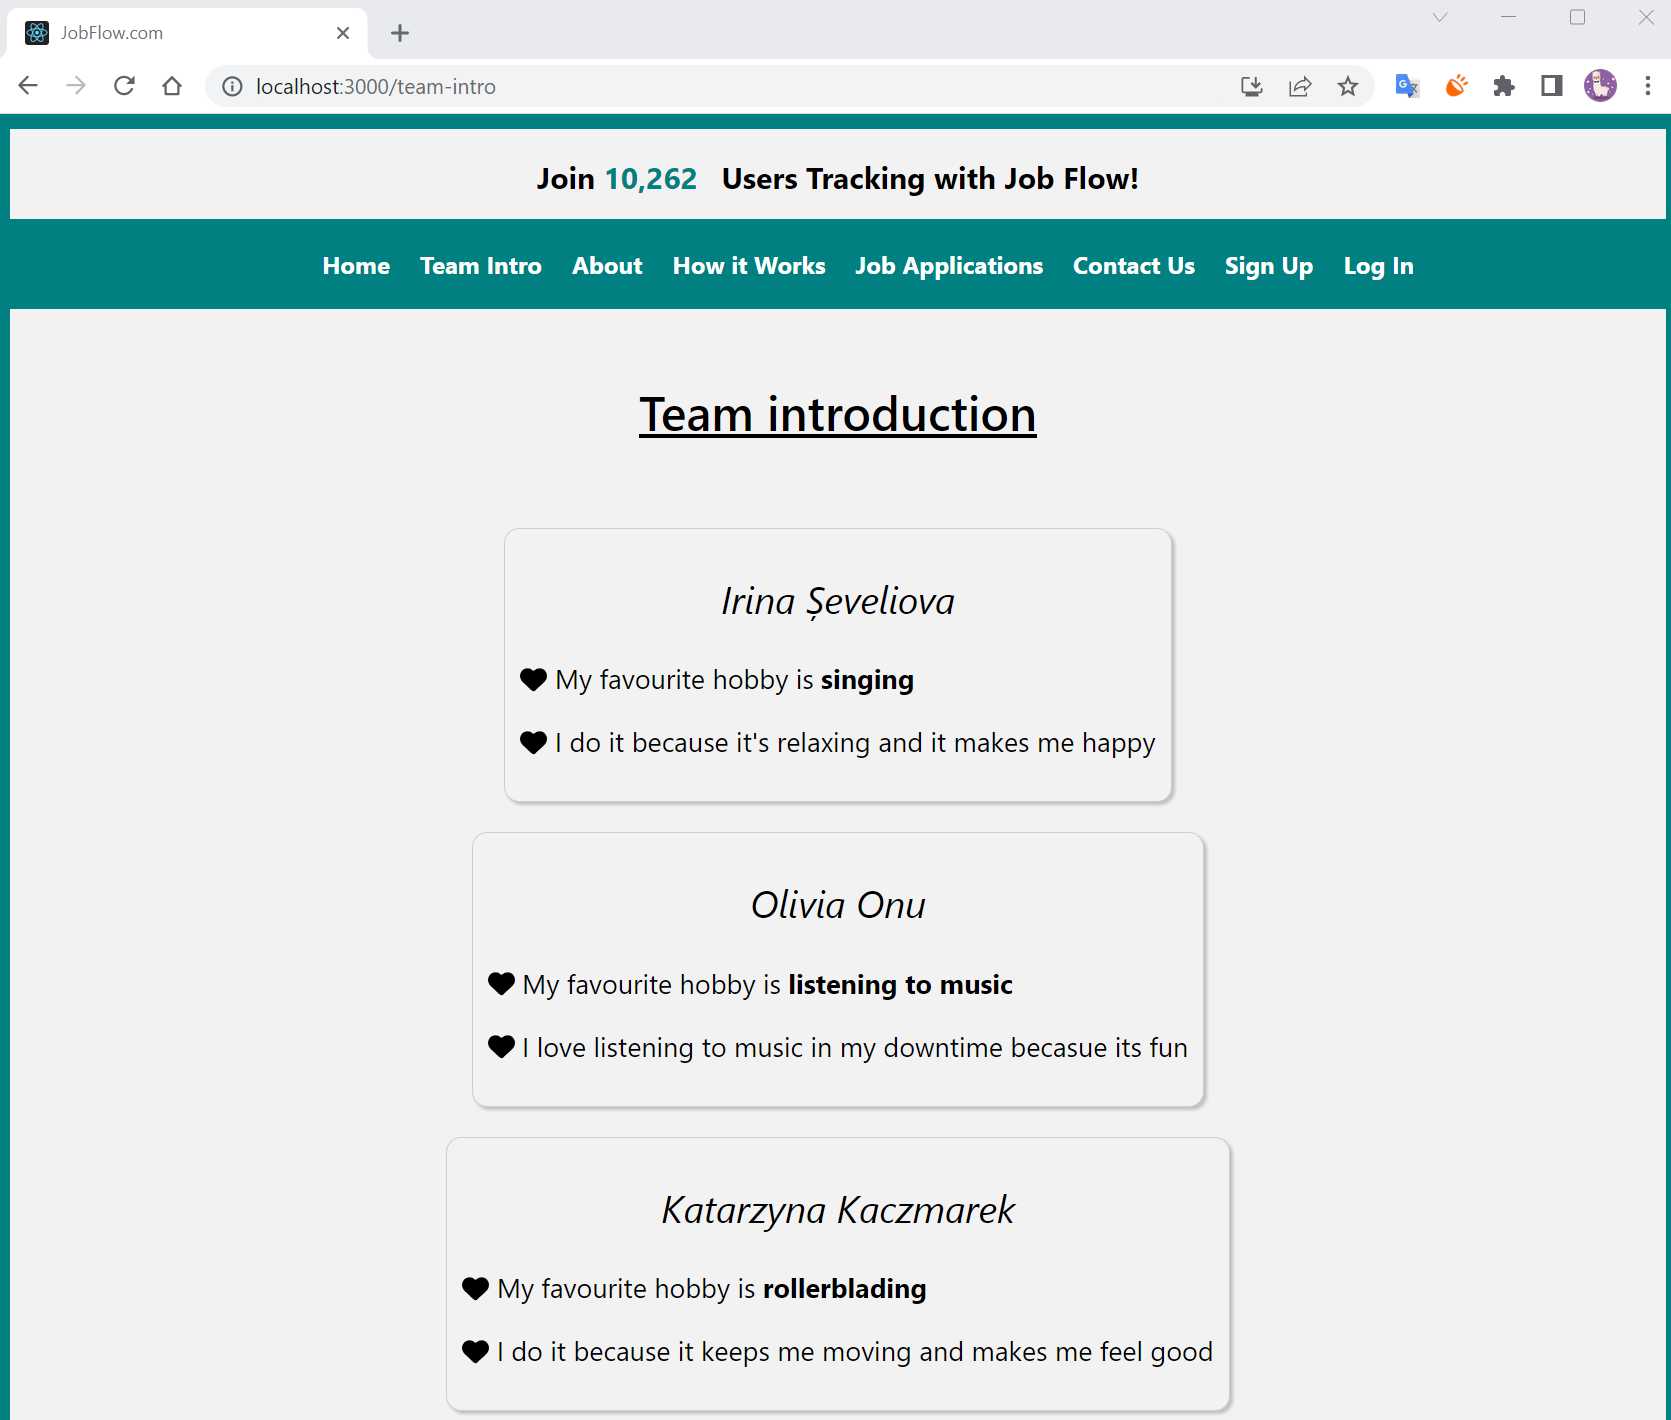 JobFlow.com
localhost:3000/team-intro
Join 10,262 Users Tracking with Job Flow!
Home Team Intro About How it Works Job Applications Contact Us Sign Up Log In
Team introduction
Irina Șeveliova
My favourite hobby is singing
I do it because it's relaxing and it makes me happy
Olivia Onu
My favourite hobby is listening to music
I love listening to music in my downtime becasue its fun
Katarzyna Kaczmarek
My favourite hobby is rollerblading
I do it because it keeps me moving and makes me feel good